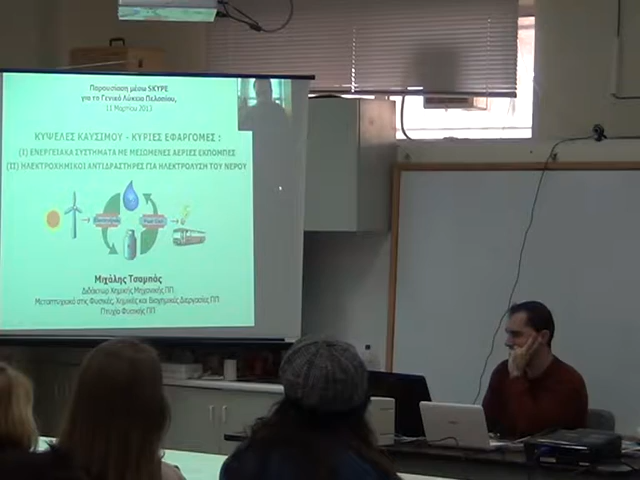 Παρουσίαση μέσω SKYPE
για το Γενικό Λύκειο Πελοπίου,
11 Μαρτίου 2013
ΚΥΨΕΛΕΣ ΚΑΥΣΙΜΟΥ - ΚΥΡΙΕΣ ΕΦΑΡΓΟΜΕΣ :
(I) ΕΝΕΡΓΕΙΑΚΑ ΣΥΣΤΗΜΑΤΑ ΜΕ ΜΕΙΩΜΕΝΕΣ ΑΕΡΙΕΣ ΕΚΠΟΜΠΕΣ
(II) ΗΛΕΚΤΡΟΧΗΜΙΚΟΙ ΑΝΤΙΔΡΑΣΤΗΡΕΣ ΓΙΑ ΗΛΕΚΤΡΟΛΥΣΗ ΤΟΥ ΝΕΡΟΥ
Μιχάλης Τσαμπάς
Διδάκτωρ Χημικής Μηχανικής ΠΠ
Μεταπτυχιακό στις Φυσικές, Χημικές και Βιοχημικές Διεργασίες ΠΠ
Πτυχίο Φυσικής ΠΠ